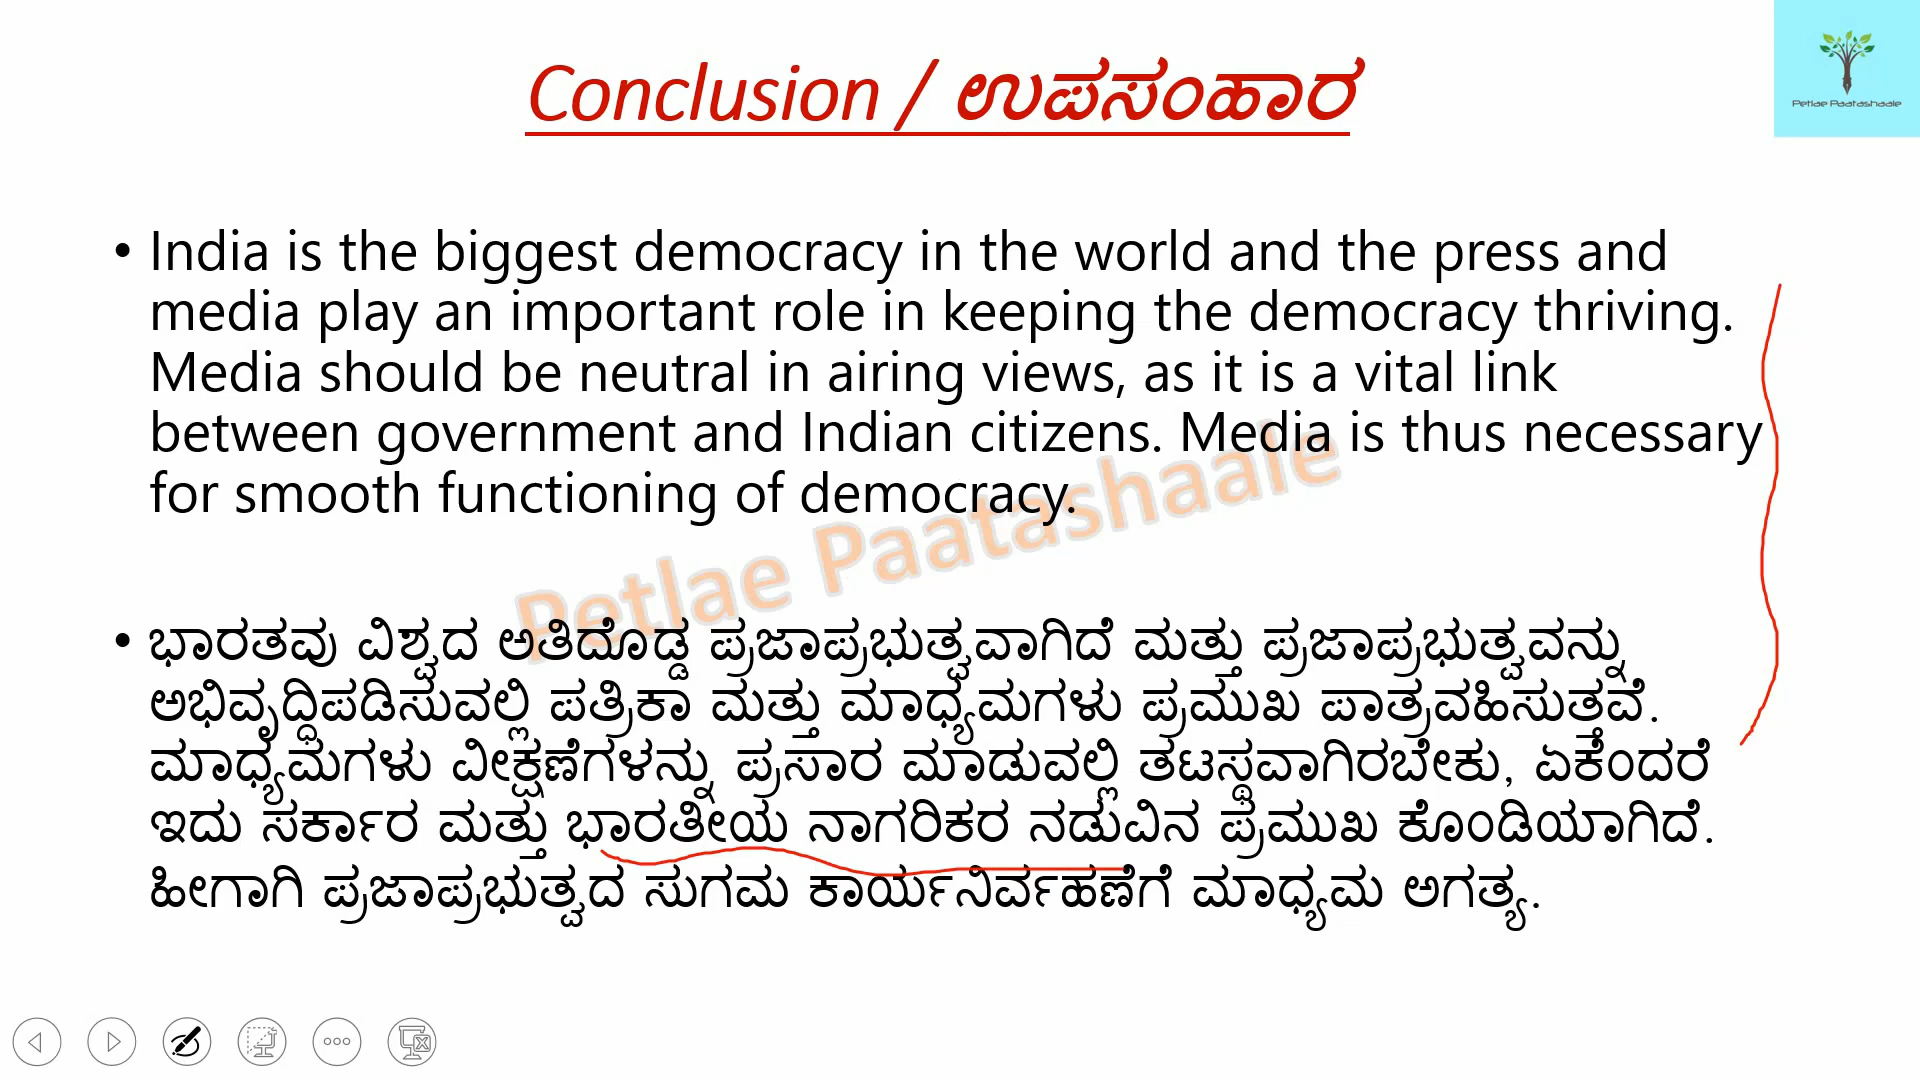 Conclusion / ಉಪಸಂಹಾರ
Petlae Paatashaale
• India is the biggest democracy in the world and the press and
media play an important role in keeping the democracy thriving.
Media should be neutral in airing views, as it is a vital link
between government and Indian citizens. Media is thus necessary
for smooth functioning of democracy.
Petlae Paatashaale
• ಭಾರತವು ವಿಶ್ವದ ಅತಿದೊಡ್ಡ ಪ್ರಜಾಪ್ರಭುತ್ವವಾಗಿದೆ ಮತ್ತು ಪ್ರಜಾಪ್ರಭುತ್ವವನ್ನು
ಅಭಿವೃದ್ಧಿಪಡಿಸುವಲ್ಲಿ ಪತ್ರಿಕಾ ಮತ್ತು ಮಾಧ್ಯಮಗಳು ಪ್ರಮುಖ ಪಾತ್ರವಹಿಸುತ್ತವೆ.
ಮಾಧ್ಯಮಗಳು ವೀಕ್ಷಣೆಗಳನ್ನು ಪ್ರಸಾರ ಮಾಡುವಲ್ಲಿ ತಟಸ್ಥವಾಗಿರಬೇಕು, ಏಕೆಂದರೆ
ಇದು ಸರ್ಕಾರ ಮತ್ತು ಭಾರತೀಯ ನಾಗರಿಕರ ನಡುವಿನ ಪ್ರಮುಖ ಕೊಂಡಿಯಾಗಿದೆ.
ಹೀಗಾಗಿ ಪ್ರಜಾಪ್ರಭುತ್ವದ ಸುಗಮ ಕಾರ್ಯನಿರ್ವಹಣೆಗೆ ಮಾಧ್ಯಮ ಅಗತ್ಯ.